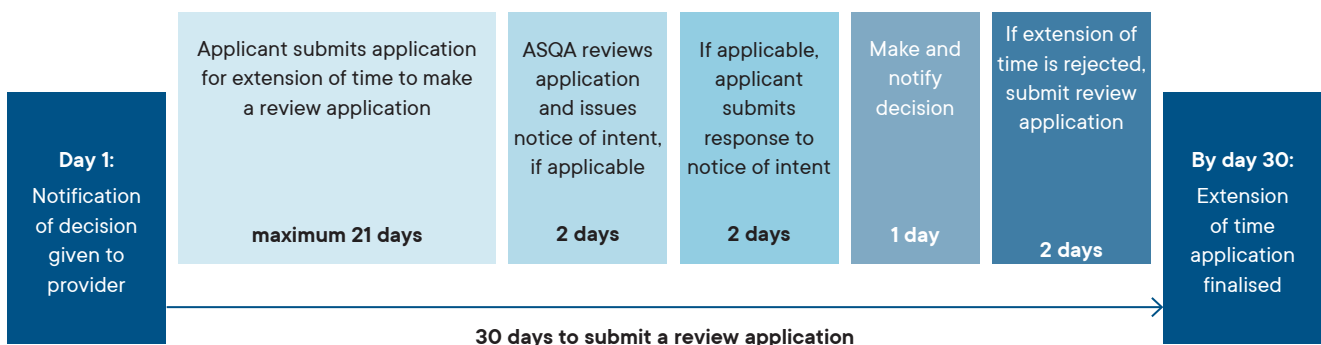 Day 1:
Notification
of decision
given to
provider
Applicant submits application
for extension of time to make
a review application
maximum 21 days
ASQA reviews
application
and issues
notice of intent,
if applicable
2 days
If applicable,
applicant
submits
response to
notice of intent
2 days
Make and
notify
decision
1 day
If extension of
time is rejected,
submit review
application
2 days
By day 30:
Extension
of time
application
finalised
30 days to submit a review application